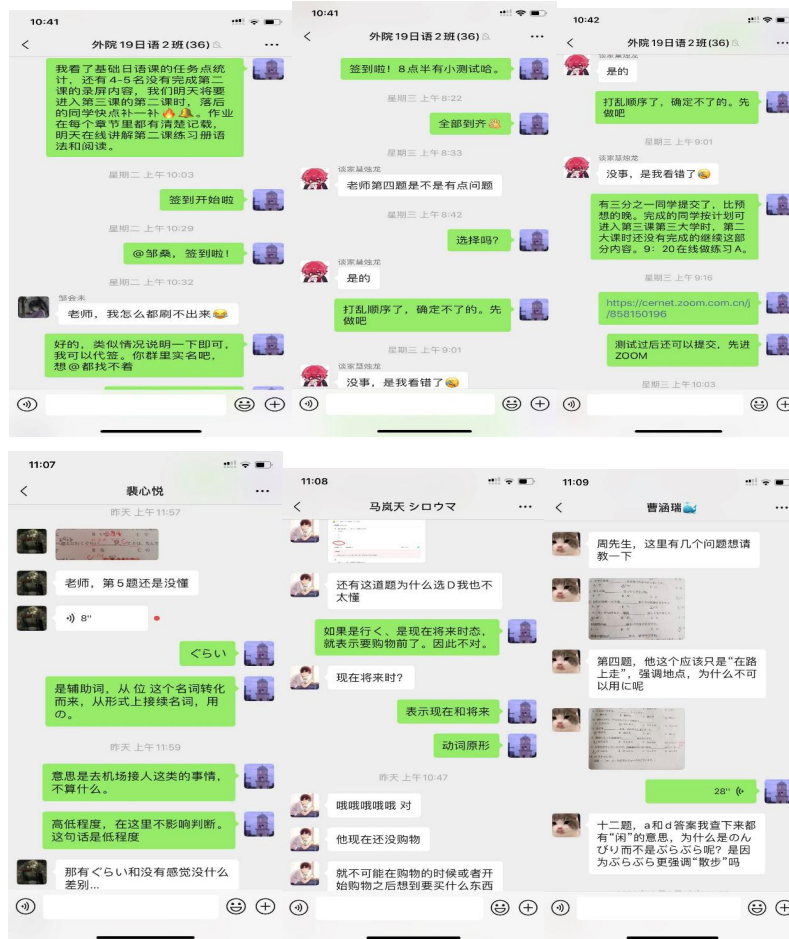 10:41
外院19日语2班(36)
我看了基础日语课的任务点统
计，还有4-5名没有完成第二
课的录屏内容，我们明天将要
进入第三课的第二课时，落后
的同学快点补一补🔥🔔。作业
在每个章节里都有清楚记载，
明天在线讲解第二课练习册语
法和阅读。
星期二 上午 10:03
签到开始啦
星期二 上午 10:29
@邹桑，签到啦！
星期二 上午 10:32
邹会禾
老师，我怎么都刷不出来😂
好的，类似情况说明一下即可，
我可以代签。你群里实名吧，
想@都找不着
10:41
外院19日语2班(36)
签到啦！8点半有小测试哈。
星期三 上午 8:22
全部到齐
星期三 上午 8:33
老师第四题是不是有点问题
星期三 上午 8:42
选择吗？
是的
打乱顺序了，确定不了的。先
做吧
星期三 上午 9:01
没事，是我看错了
10:42
外院19日语2班(36)
是的
打乱顺序了，确定不了的。先
做吧
星期三 上午 9:01
没事，是我看错了
有三分之一同学提交了，比预
想的晚。完成的同学按计划可
进入第三课第三大学时，第二
大课时还没有完成的继续这部
分内容。9：20在线做练习A。
星期三 上午 9:16
https://cernet.zoom.com.cn/j
/858150196
测试过后还可以提交，先进
ZOOM
星期三 上午 10:03
11:07
裴心悦
昨天 上午 11:57
老师，第5题还是没懂
8"
ぐらい
是辅助词，从 位 这个名词转化
而来，从形式上接续名词，用
の。
昨天 上午 11:59
意思是去机场接人这类的事情，
不算什么。
高低程度，在这里不影响判断。
这句话是低程度
那有ぐらい和没有感觉没什么
差别...
11:08
马岚天 シロウマ
还有这道题为什么选D我也不
太懂
如果是行く、是现在将来时态，
就表示要购物前了。因此不对。
现在将来时？
表示现在和将来
动词原形
昨天 上午 10:47
哦哦哦哦哦 对
他现在还没购物
就不可能在购物的时候或者开
始购物之后想到要买什么东西
11:09
曹涵瑞🐳
周先生，这里有几个问题想请
教一下
第四题，他这个应该只是“在路
上走”，强调地点，为什么不可
以用に呢
28"
十二题，a和d答案我查下来都
有“闲”的意思，为什么是のん
びり而不是ぶらぶら呢？是因
为ぶらぶら更强调“散步”吗